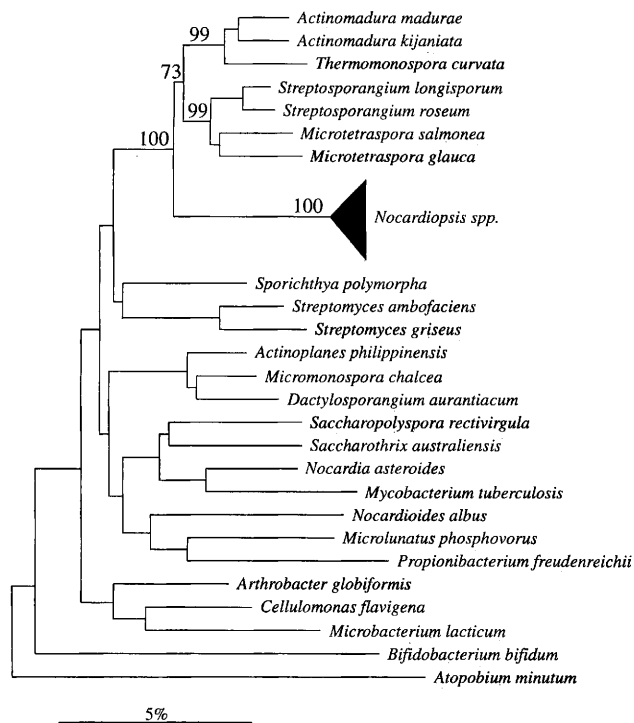 Actinomadura madurae
99
Actinomadura kijaniata
Thermomonospora curvata
73
Streptosporangium longisporum
99
Streptosporangium roseum
Microtetraspora salmonea
100
Microtetraspora glauca
100
Nocardiopsis spp.
Sporichthya polymorpha
Streptomyces ambofaciens
Streptomyces griseus
Actinoplanes philippinensis
Micromonospora chalcea
Dactylosporangium aurantiacum
Saccharopolyspora rectivirgula
Saccharothrix australiensis
Nocardia asteroides
Mycobacterium tuberculosis
Nocardioides albus
Microlunatus phosphovorus
Propionibacterium freudenreichii
Arthrobacter globiformis
Cellulomonas flavigena
Microbacterium lacticum
Bifidobacterium bifidum
Atopobium minutum
5%